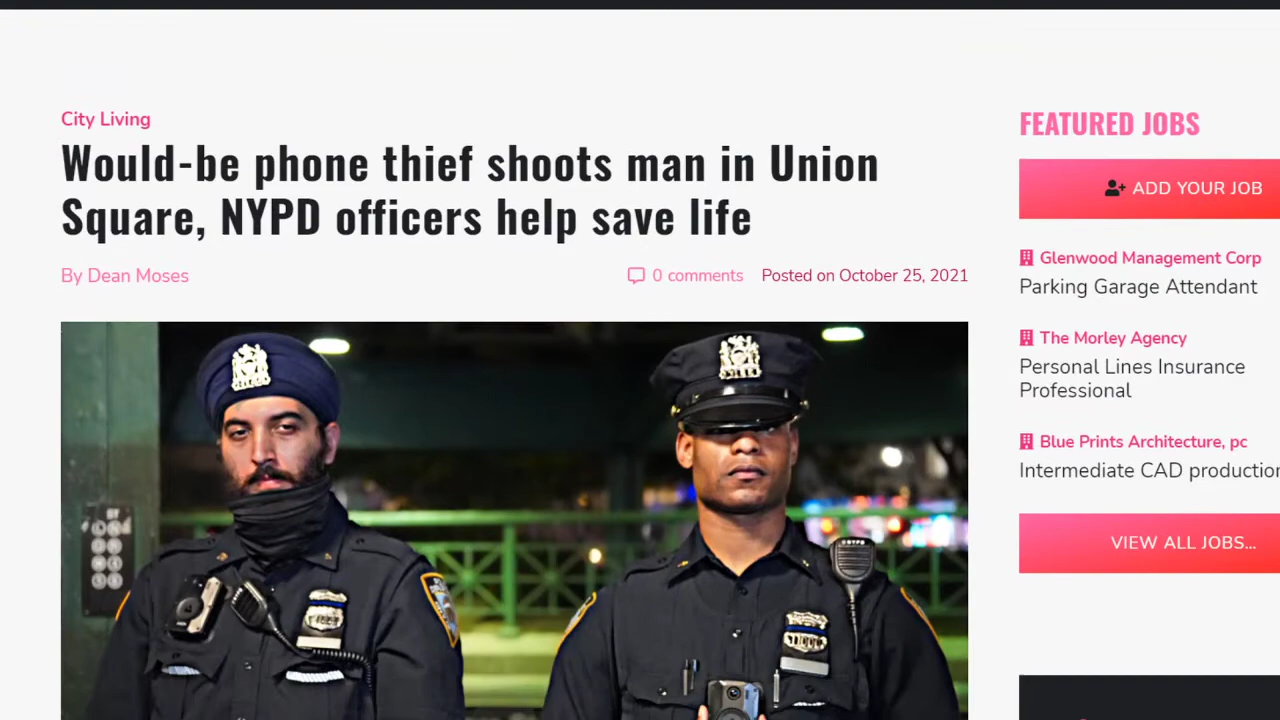 City Living
Would-be phone thief shoots man in Union
Square, NYPD officers help save life
By Dean Moses
0 comments
Posted on October 25, 2021
FEATURED JOBS
ADD YOUR JOB
Glenwood Management Corp
Parking Garage Attendant
The Morley Agency
Personal Lines Insurance
Professional
Blue Prints Architecture, pc
Intermediate CAD production
VIEW ALL JOBS...